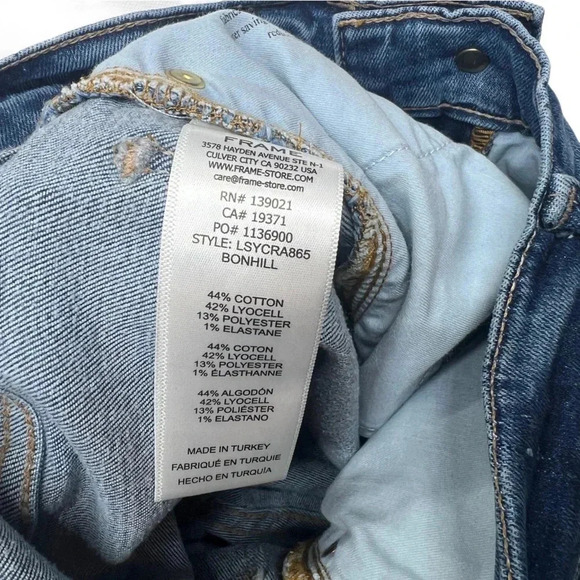 FRAME
3578 HAYDEN AVENUE STE N-1
CULVER CITY CA 90232 USA
WWW.FRAME-STORE.COM
care@frame-store.com
RN# 139021
CA# 19371
PO# 1136900
STYLE: LSYCRA865
BONHILL
44% COTTON
42% LYOCELL
13% POLYESTER
1% ELASTANE
44% COTON
42% LYOCELL
13% POLYESTER
1% ÉLASTHANNE
44% ALGODÓN
42% LYOCELL
13% POLIÉSTER
1% ELASTANO
MADE IN TURKEY
FABRIQUÉ EN TURQUIE
HECHO EN TURQUÍA